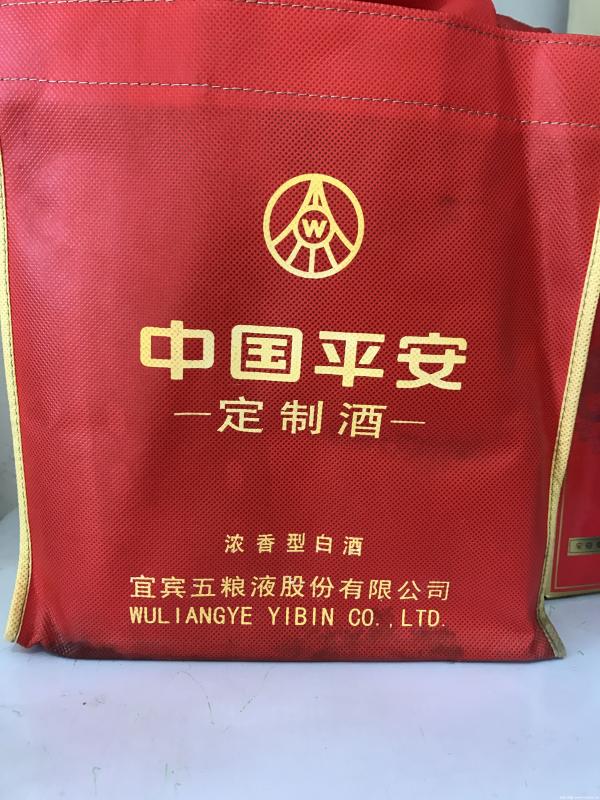 W
中国平安
—定制酒—
浓香型白酒
宜宾五粮液股份有限公司
WULIANGYE YIBIN CO.,LTD.